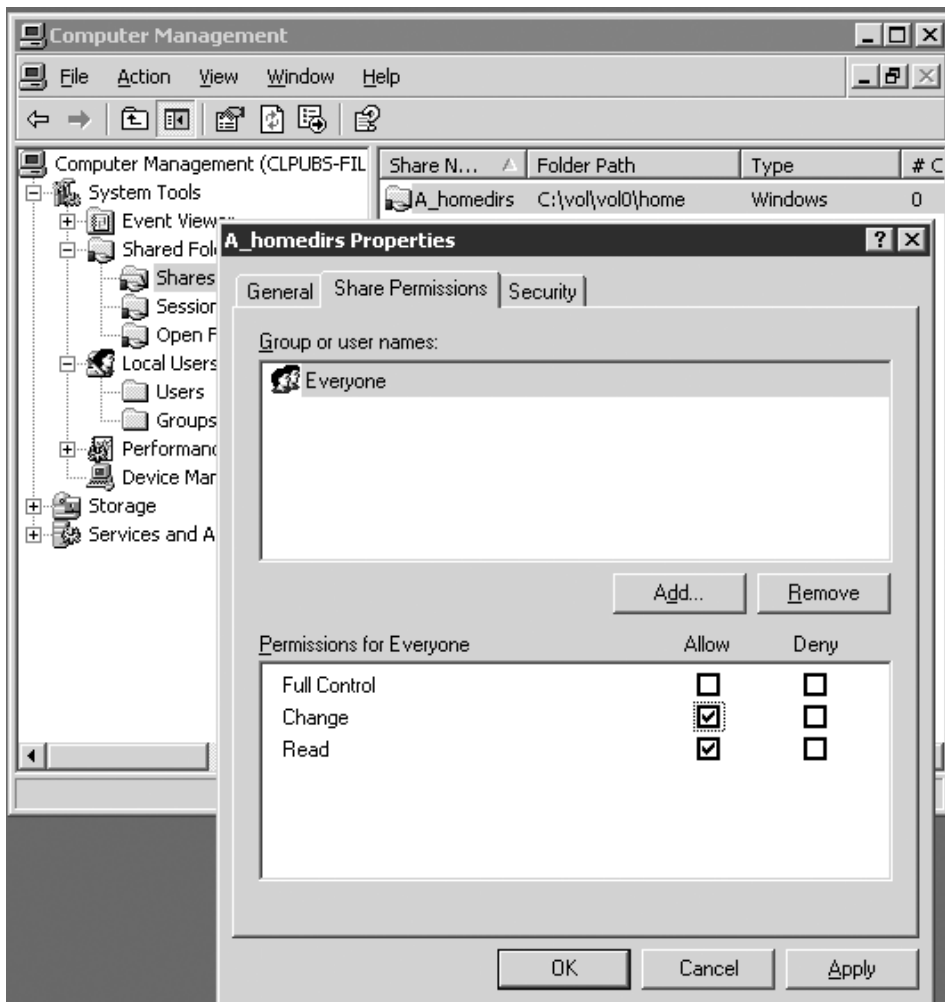 Computer Management
File Action View Window Help
Computer Management (CLPUBS-FIL
System Tools
Event Viewer
Shared Fol
Shares
Session
Open F
Local Users
Users
Groups
Performanc
Device Mar
Storage
Services and A
Share N... Folder Path Type # C
A_homedirs C:\vol\vol0\home Windows 0
A_homedirs Properties
General Share Permissions Security
Group or user names:
Everyone
Add... Remove
Permissions for Everyone Allow Deny
Full Control
Change
Read
OK Cancel Apply